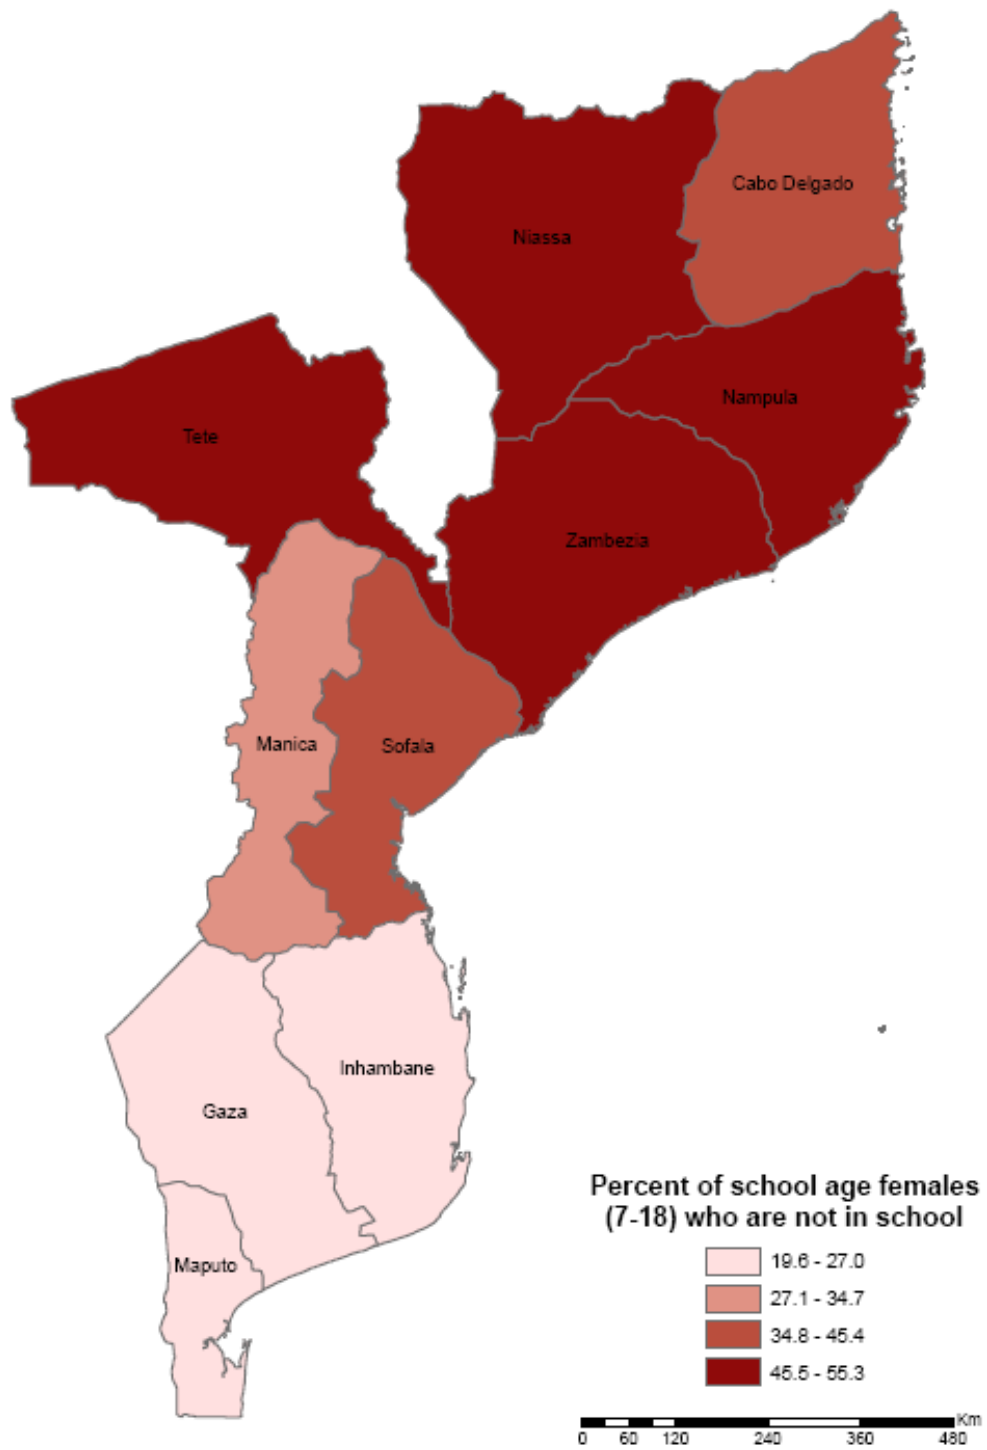 Cabo Delgado
Niassa
Nampula
Tete
Zambezia
Manica
Sofala
Inhambane
Gaza
Maputo
Percent of school age females
(7-18) who are not in school
19.6 - 27.0
27.1 - 34.7
34.8 - 45.4
45.5 - 55.3
Km
0 60 120 240 360 480